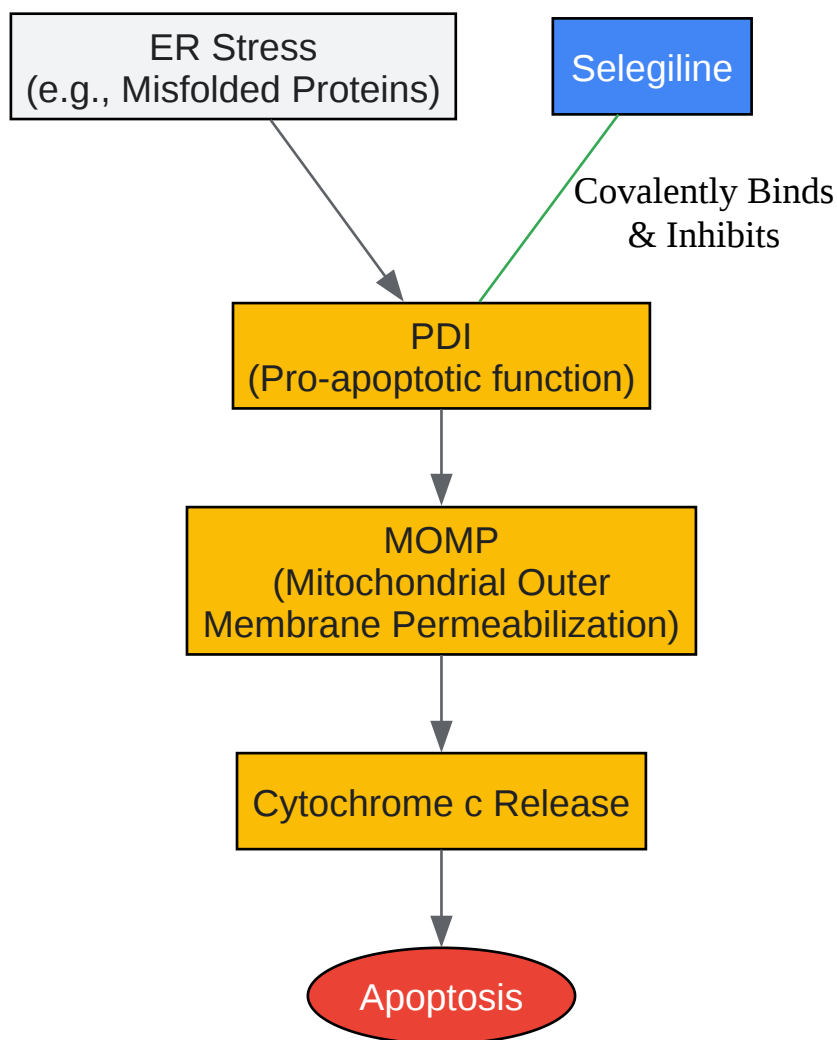 ER Stress
(e.g., Misfolded Proteins)
Selegiline
Covalently Binds
& Inhibits
PDI
(Pro-apoptotic function)
MOMP
(Mitochondrial Outer
Membrane Permeabilization)
Cytochrome c Release
Apoptosis